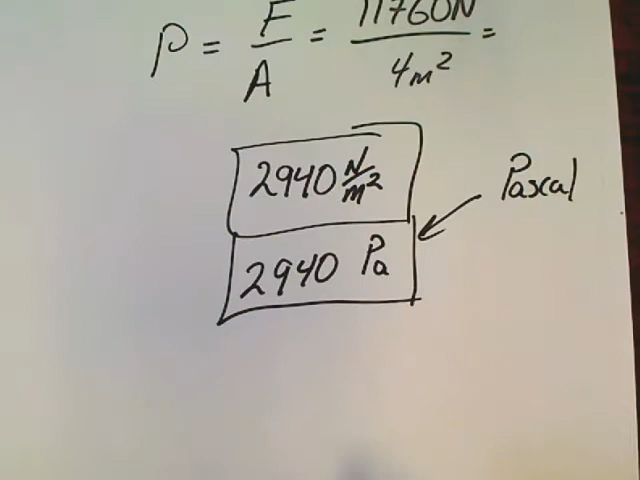 P = F/A = 11760N/4m² =
2940 N/m²
Pascal
2940 Pa